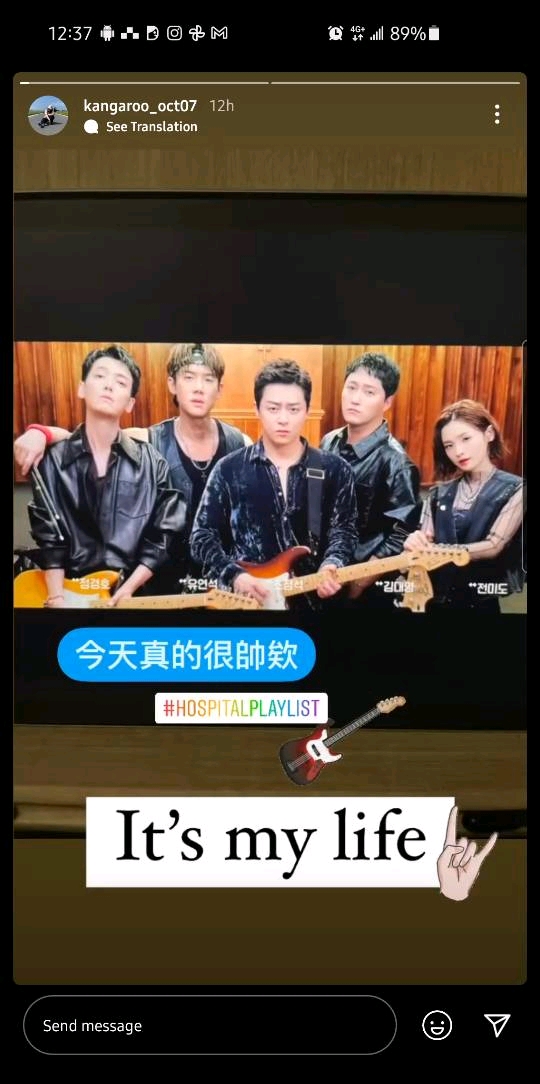 12:37
4G+
89%
kangaroo_oct07 12h
See Translation
**정경호 **유연석 **조정석 **김대명 **전미도
今天真的很帥欸
#HOSPITALPLAYLIST
It's my life
Send message